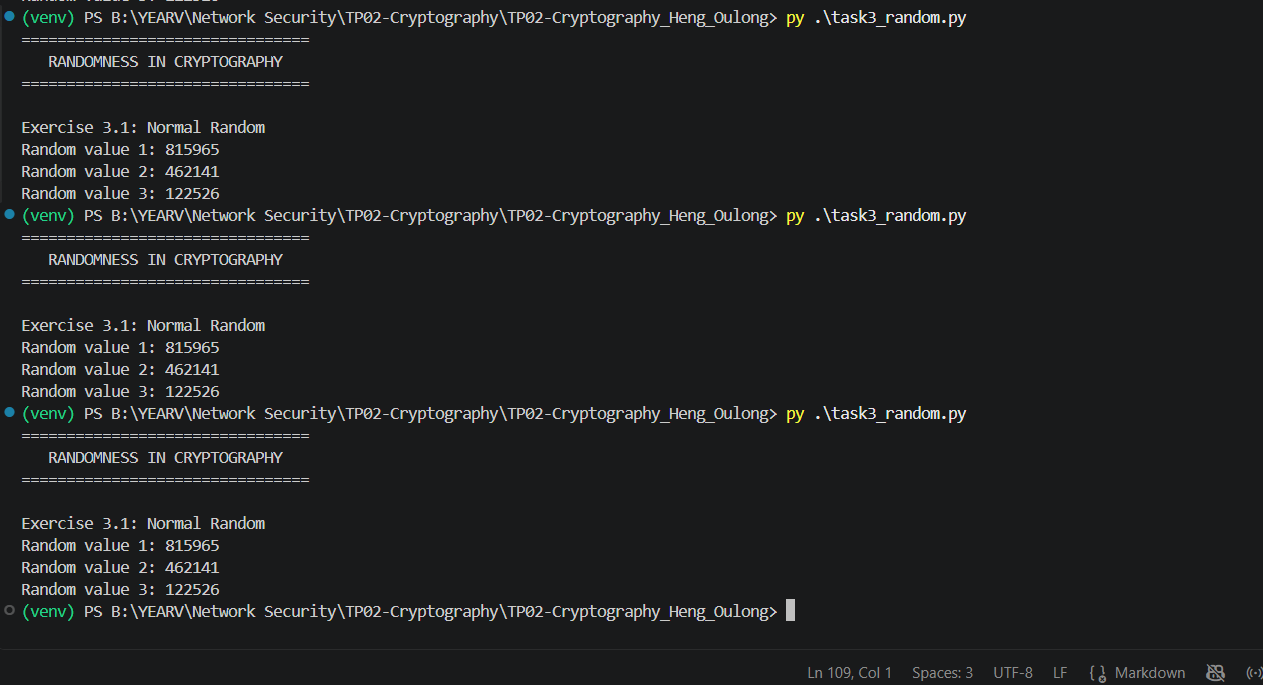 (venv) PS B:\YEARV\Network Security\TP02-Cryptography\TP02-Cryptography_Heng_Oulong> py .\task3_random.py
================================
   RANDOMNESS IN CRYPTOGRAPHY
================================
Exercise 3.1: Normal Random
Random value 1: 815965
Random value 2: 462141
Random value 3: 122526
(venv) PS B:\YEARV\Network Security\TP02-Cryptography\TP02-Cryptography_Heng_Oulong> py .\task3_random.py
================================
   RANDOMNESS IN CRYPTOGRAPHY
================================
Exercise 3.1: Normal Random
Random value 1: 815965
Random value 2: 462141
Random value 3: 122526
(venv) PS B:\YEARV\Network Security\TP02-Cryptography\TP02-Cryptography_Heng_Oulong> py .\task3_random.py
================================
   RANDOMNESS IN CRYPTOGRAPHY
================================
Exercise 3.1: Normal Random
Random value 1: 815965
Random value 2: 462141
Random value 3: 122526
(venv) PS B:\YEARV\Network Security\TP02-Cryptography\TP02-Cryptography_Heng_Oulong>
Ln 109, Col 1 Spaces: 3 UTF-8 LF Markdown